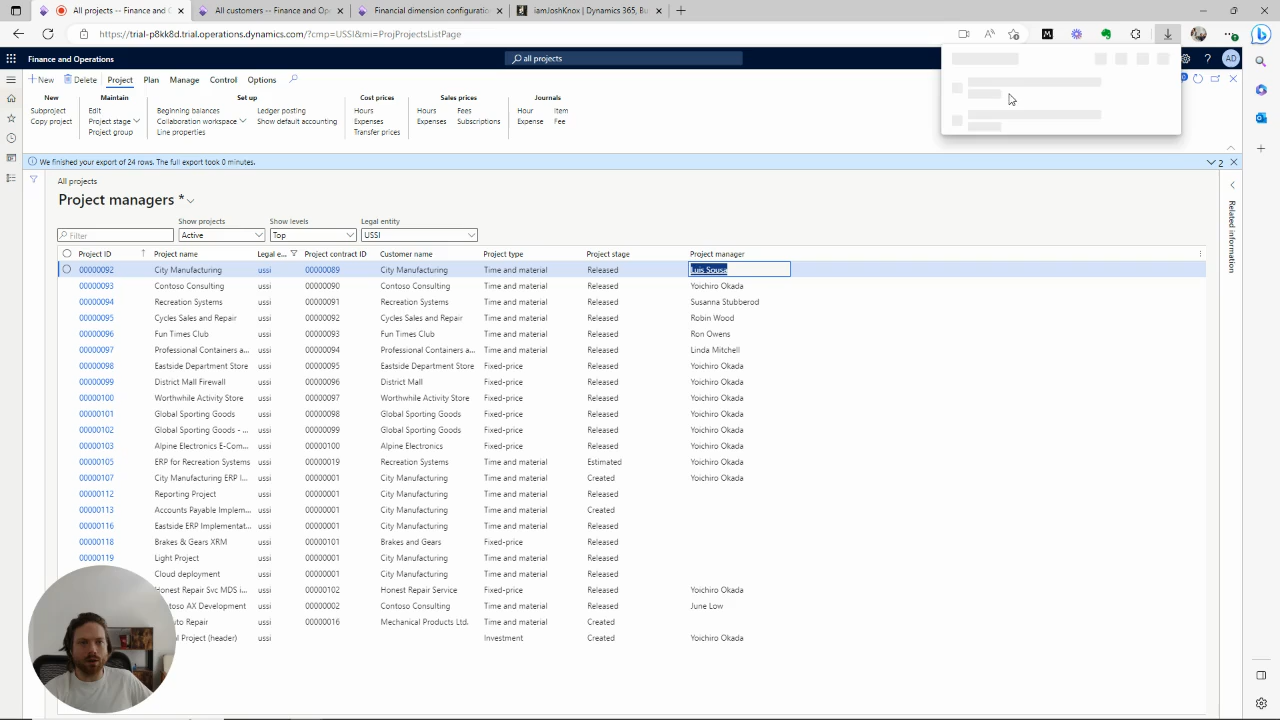 All projects -- Finance and Op
All customers -- Finance and Ope
Financial dimension configuratio
iamJoshKnox | Dynamics 365, Bu
https://trial-p8kk8d.trial.operations.dynamics.com/?cmp=USSI&mi=ProjProjectsListPage
Finance and Operations
all projects
AD
New Delete Project Plan Manage Control Options
New Maintain Set up Cost prices Sales prices Journals
Subproject Edit Beginning balances Ledger posting Hours Hours Fees Hour Item
Copy project Project stage Collaboration workspace Show default accounting Expenses Expenses Subscriptions Expense Fee
Project group Line properties Transfer prices
We finished your export of 24 rows. The full export took 0 minutes.
2
All projects
Project managers *
Related information
Show projects Show levels Legal entity
Filter Active Top USSI
Project ID Project name Legal e... Project contract ID Customer name Project type Project stage Project manager
00000092 City Manufacturing ussi 00000089 City Manufacturing Time and material Released Luis Sousa
00000093 Contoso Consulting ussi 00000090 Contoso Consulting Time and material Released Yoichiro Okada
00000094 Recreation Systems ussi 00000091 Recreation Systems Time and material Released Susanna Stubberod
00000095 Cycles Sales and Repair ussi 00000092 Cycles Sales and Repair Time and material Released Robin Wood
00000096 Fun Times Club ussi 00000093 Fun Times Club Time and material Released Ron Owens
00000097 Professional Containers a... ussi 00000094 Professional Containers a... Time and material Released Linda Mitchell
00000098 Eastside Department Store ussi 00000095 Eastside Department Store Fixed-price Released Yoichiro Okada
00000099 District Mall Firewall ussi 00000096 District Mall Fixed-price Released Yoichiro Okada
00000100 Worthwhile Activity Store ussi 00000097 Worthwhile Activity Store Fixed-price Released Yoichiro Okada
00000101 Global Sporting Goods ussi 00000098 Global Sporting Goods Fixed-price Released Yoichiro Okada
00000102 Global Sporting Goods - ... ussi 00000099 Global Sporting Goods Fixed-price Released Yoichiro Okada
00000103 Alpine Electronics E-Com... ussi 00000100 Alpine Electronics Fixed-price Released Yoichiro Okada
00000105 ERP for Recreation Systems ussi 00000019 Recreation Systems Time and material Estimated Yoichiro Okada
00000107 City Manufacturing ERP I... ussi 00000001 City Manufacturing Time and material Created Yoichiro Okada
00000112 Reporting Project ussi 00000001 City Manufacturing Time and material Released
00000113 Accounts Payable Implem... ussi 00000001 City Manufacturing Time and material Created
00000116 Eastside ERP Implementat... ussi 00000001 City Manufacturing Time and material Released
00000118 Brakes & Gears XRM ussi 00000101 Brakes and Gears Fixed-price Released
00000119 Light Project ussi 00000001 City Manufacturing Time and material Released
Cloud deployment ussi 00000001 City Manufacturing Time and material Released
Honest Repair Svc MDS i... ussi 00000102 Honest Repair Service Fixed-price Released Yoichiro Okada
ontoso AX Development ussi 00000002 Contoso Consulting Time and material Released June Low
uto Repair ussi 00000016 Mechanical Products Ltd. Time and material Created
l Project (header) ussi Investment Created Yoichiro Okada